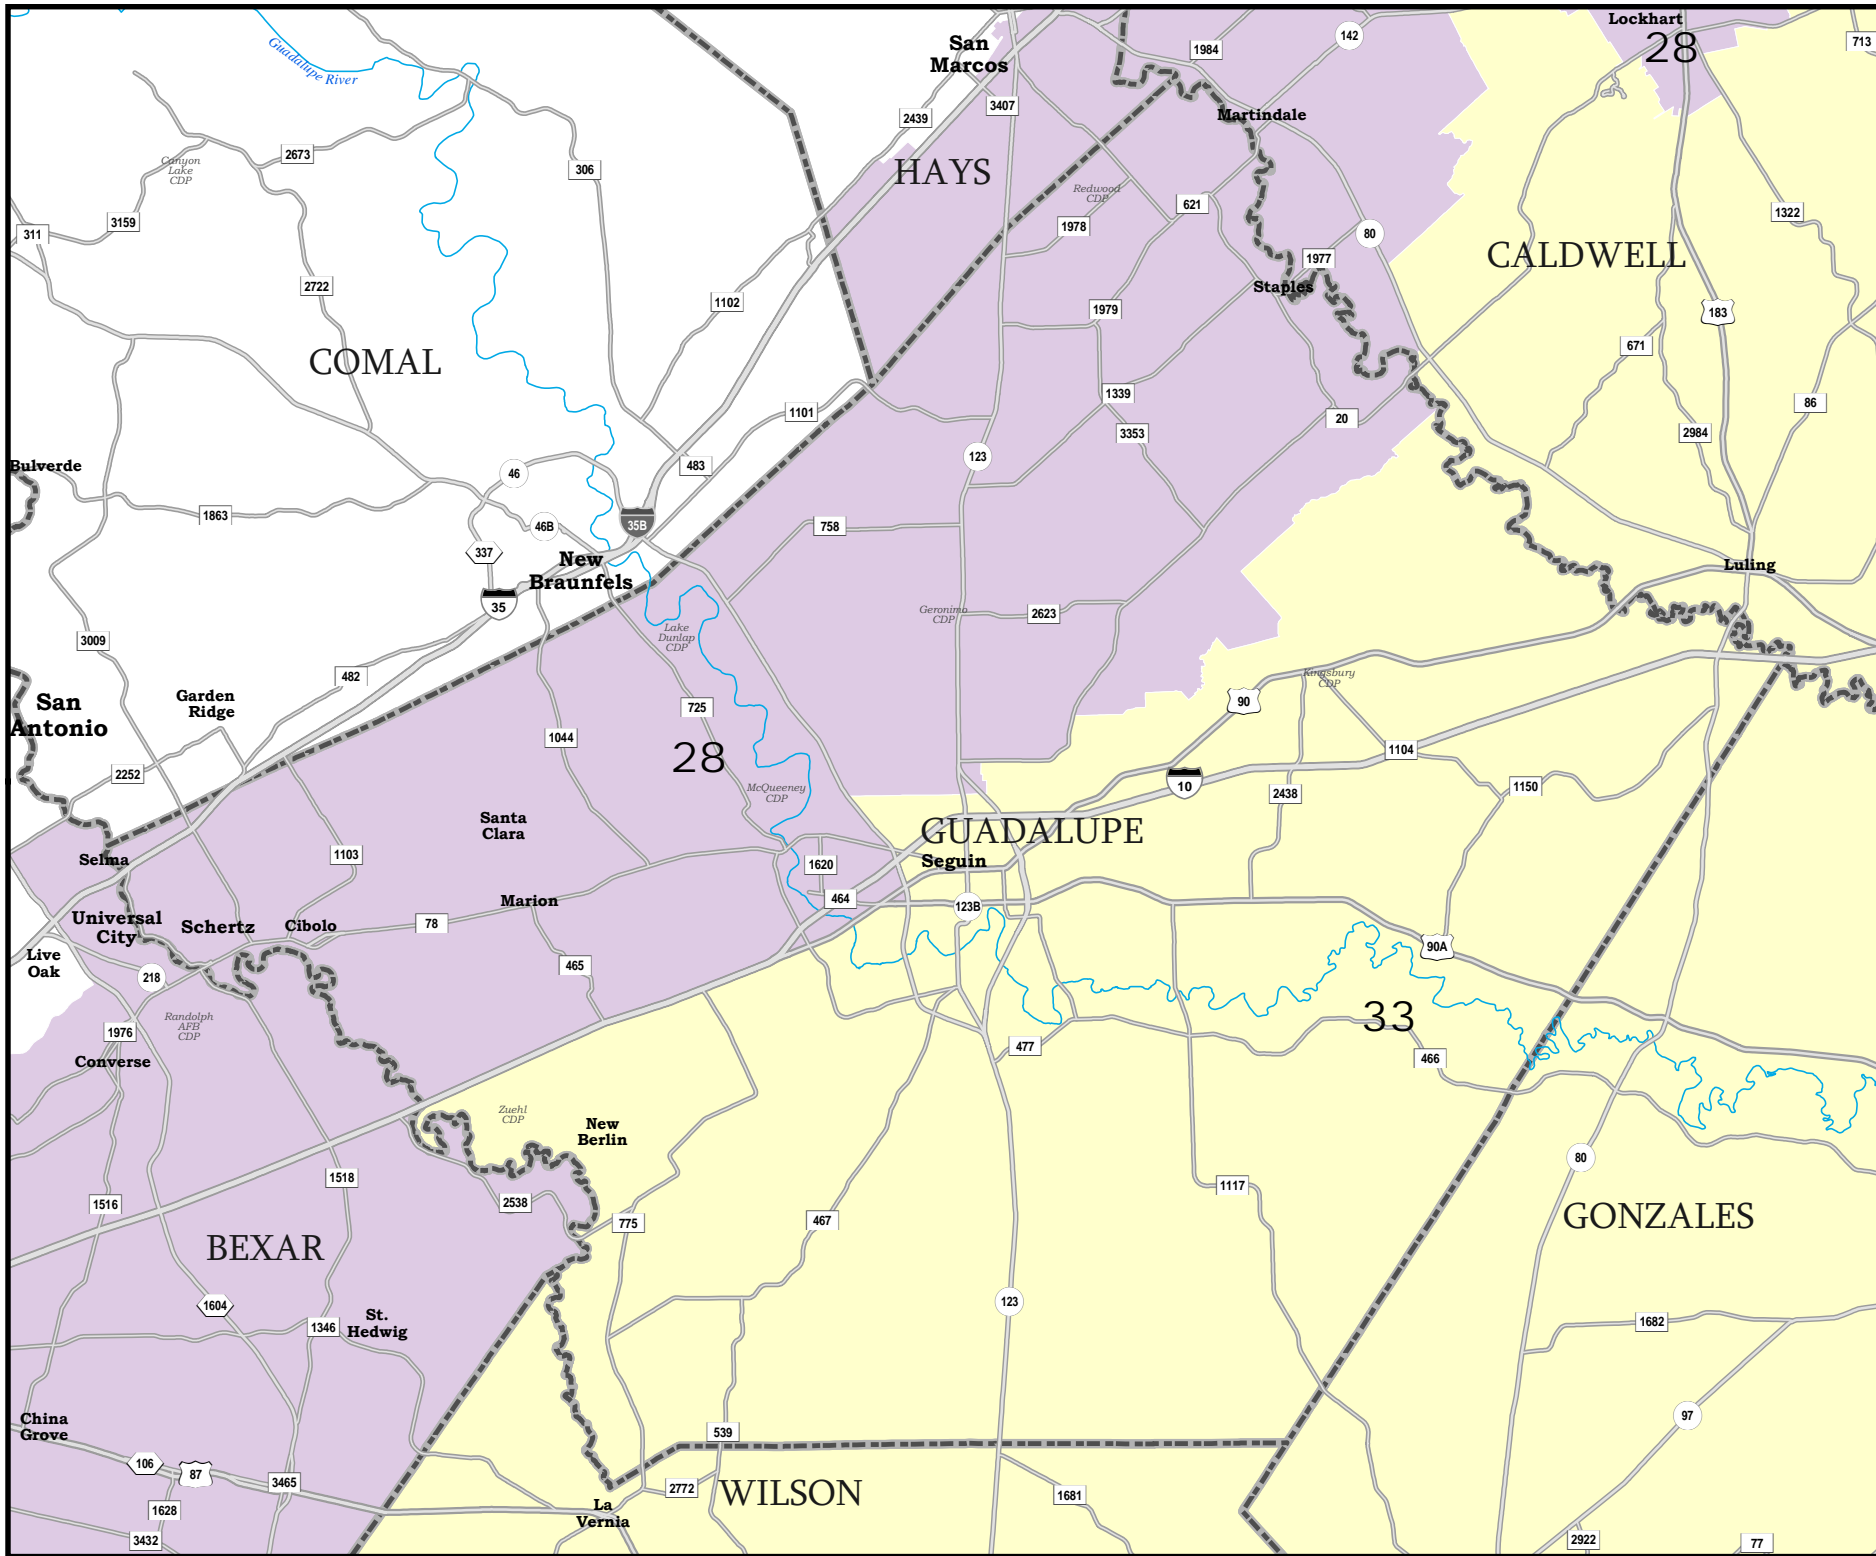 Lockhart
28
713
142
1984
San
Marcos
Guadalupe River
3407
2439
Martindale
HAYS
2673
306
Canyon
Lake
CDP
Redwood
CDP
621
1978
3159
311
80
1322
CALDWELL
1977
Staples
2722
1102
1979
183
671
COMAL
1339
86
1101
20
3353
2984
123
Bulverde
46
483
1863
46B
35B
758
337
New
Braunfels
Luling
35
Geronimo
CDP
2623
3009
Lake
Dunlap
CDP
482
Kingsbury
CDP
Garden
Ridge
San
Antonio
90
725
1044
28
1104
2252
10
1150
McQueeney
CDP
2438
Santa
Clara
GUADALUPE
1103
Selma
1620
Seguin
464
Marion
123B
Universal
City
Schertz
Cibolo
78
90A
Live
Oak
218
465
Randolph
AFB
CDP
33
1976
477
466
Converse
Zuehl
CDP
New
Berlin
80
1518
1117
1516
2538
775
467
GONZALES
BEXAR
1604
123
St.
Hedwig
1346
1682
China
Grove
97
539
106
87
3465
2772
WILSON
1681
1628
La
Vernia
3432
2922
77